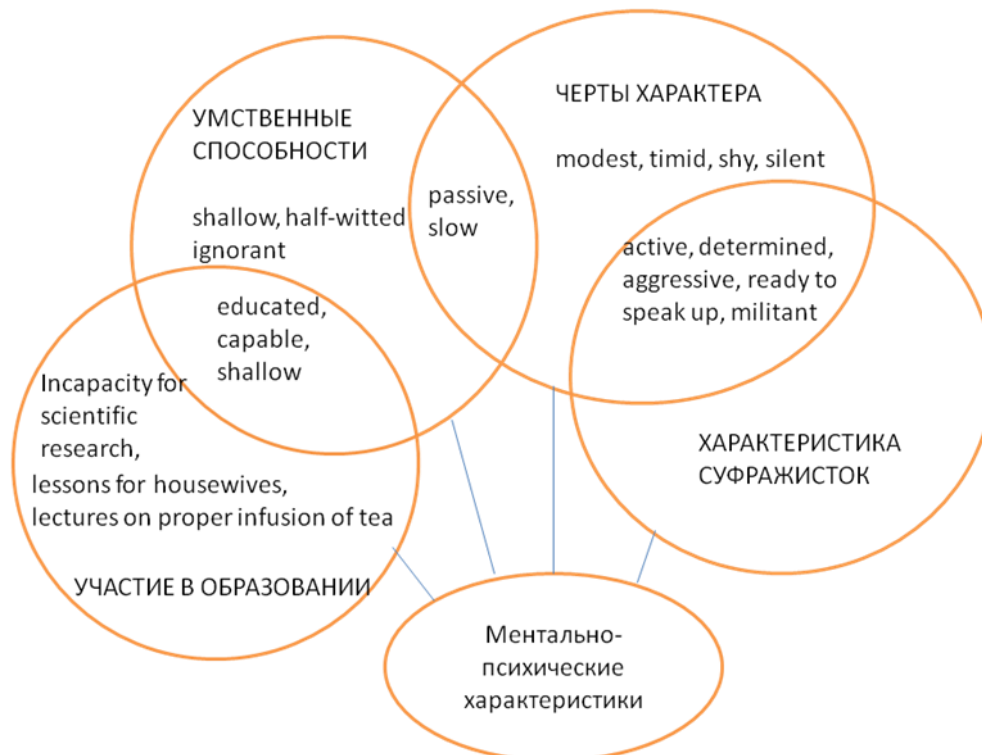 УМСТВЕННЫЕ
СПОСОБНОСТИ
shallow, half-witted
ignorant
passive,
slow
ЧЕРТЫ ХАРАКТЕРА
modest, timid, shy, silent
active, determined,
aggressive, ready to
speak up, militant
educated,
capable,
shallow
Incapacity for
scientific
research,
lessons for housewives,
lectures on proper infusion of tea
УЧАСТИЕ В ОБРАЗОВАНИИ
ХАРАКТЕРИСТИКА
СУФРАЖИСТОК
Ментально-
психические
характеристики